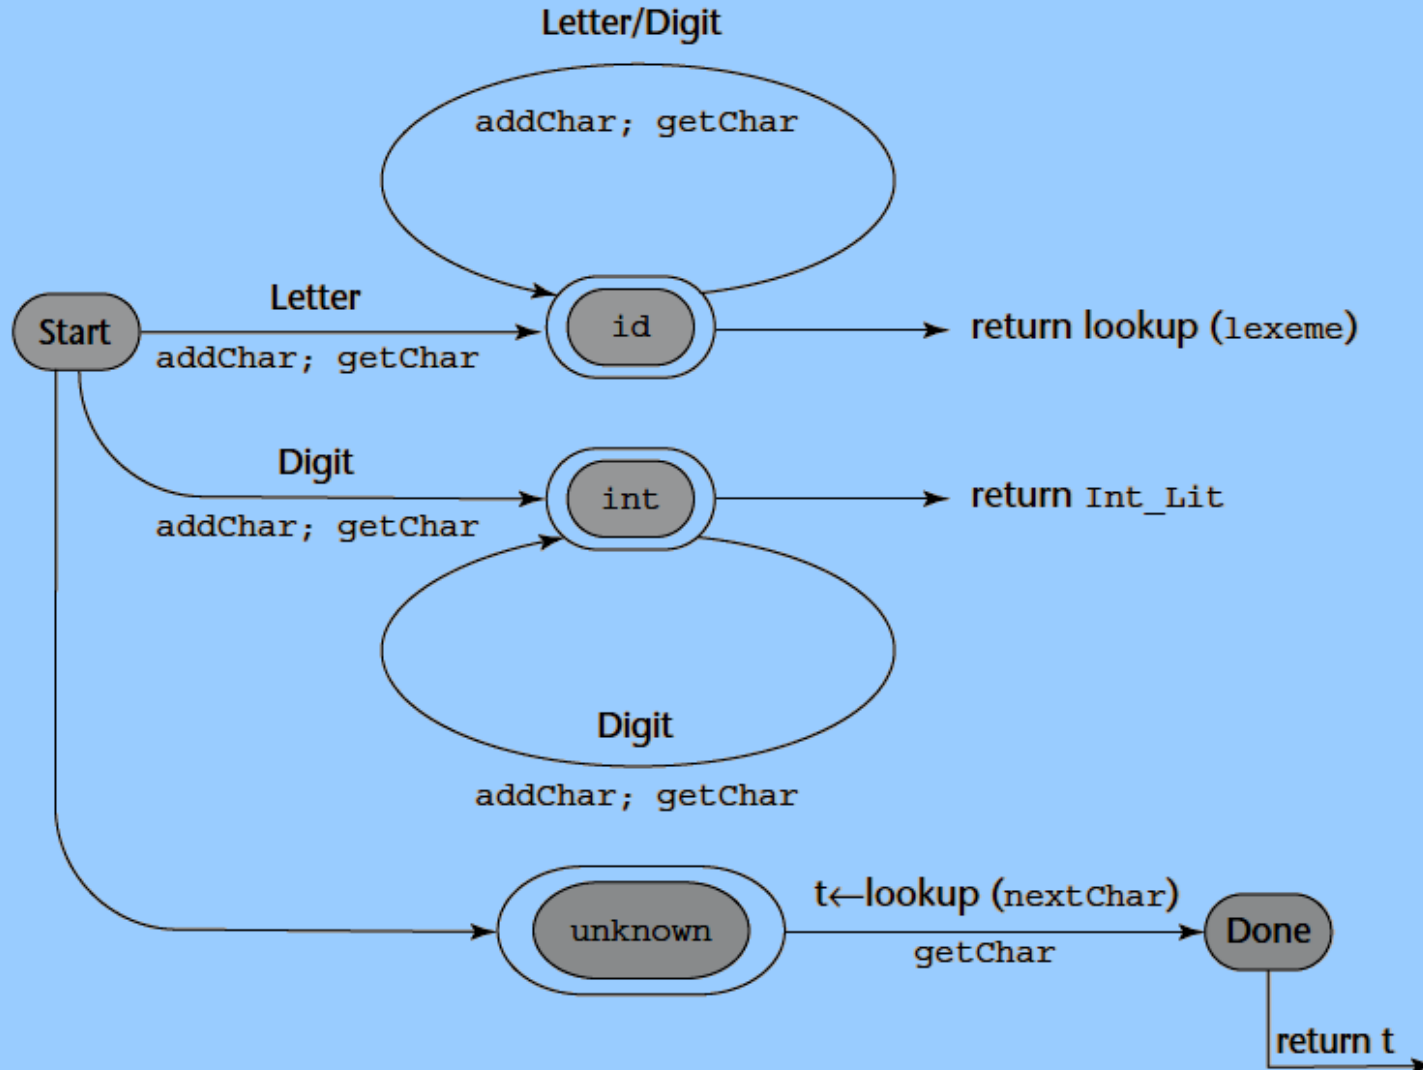 Letter/Digit
addChar; getChar
Letter
Start
id
return lookup (lexeme)
addChar; getChar
Digit
int
return Int_Lit
addChar; getChar
Digit
addChar; getChar
t←lookup (nextChar)
unknown
Done
getChar
return t